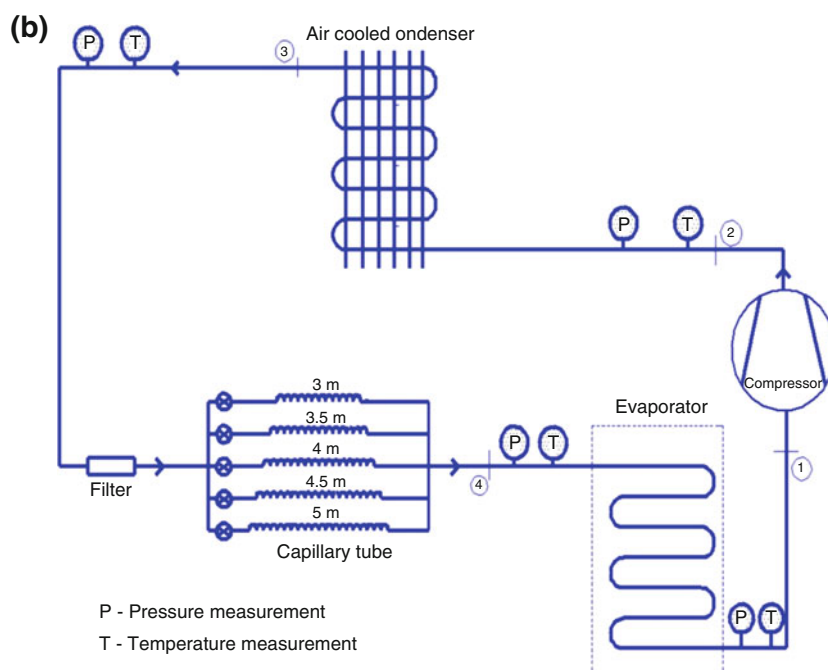 (b)
Air cooled ondenser
P T
3
P T
2
Compressor
3 m
3.5 m
4 m
4.5 m
5 m
Capillary tube
Filter
P T
4
Evaporator
1
P T
P - Pressure measurement
T - Temperature measurement